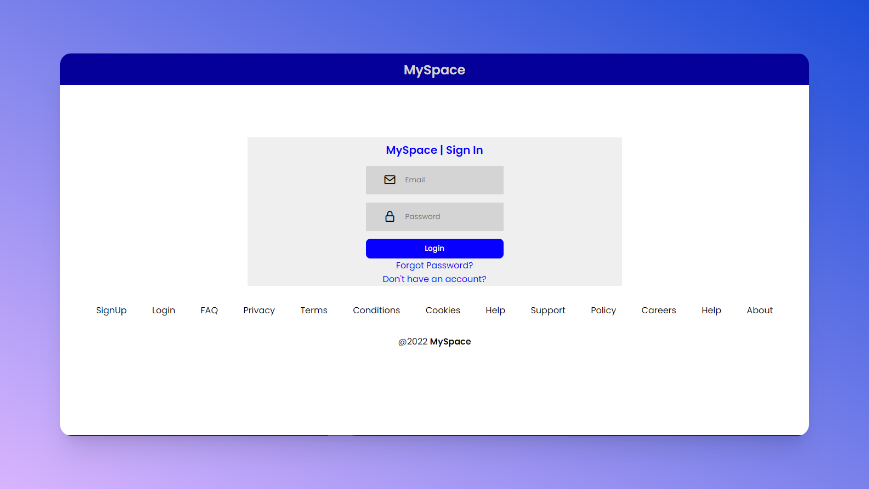 MySpace
MySpace | Sign In
Email
Password
Login
Forgot Password?
Don't have an account?
SignUp Login FAQ Privacy Terms Conditions Cookies Help Support Policy Careers Help About
@2022 MySpace